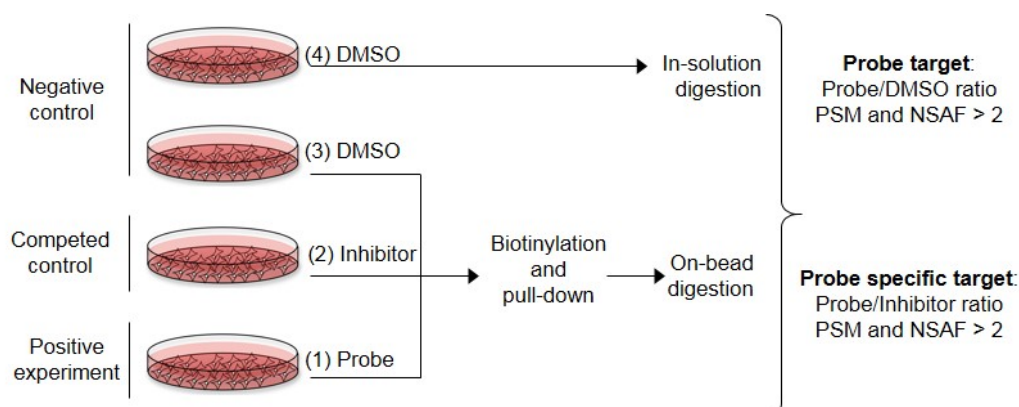 Negative
control
(4) DMSO
In-solution
digestion
(3) DMSO
Competed
control
(2) Inhibitor
Biotinylation
and
pull-down
On-bead
digestion
Positive
experiment
(1) Probe
Probe target:
Probe/DMSO ratio
PSM and NSAF > 2
Probe specific target:
Probe/Inhibitor ratio
PSM and NSAF > 2